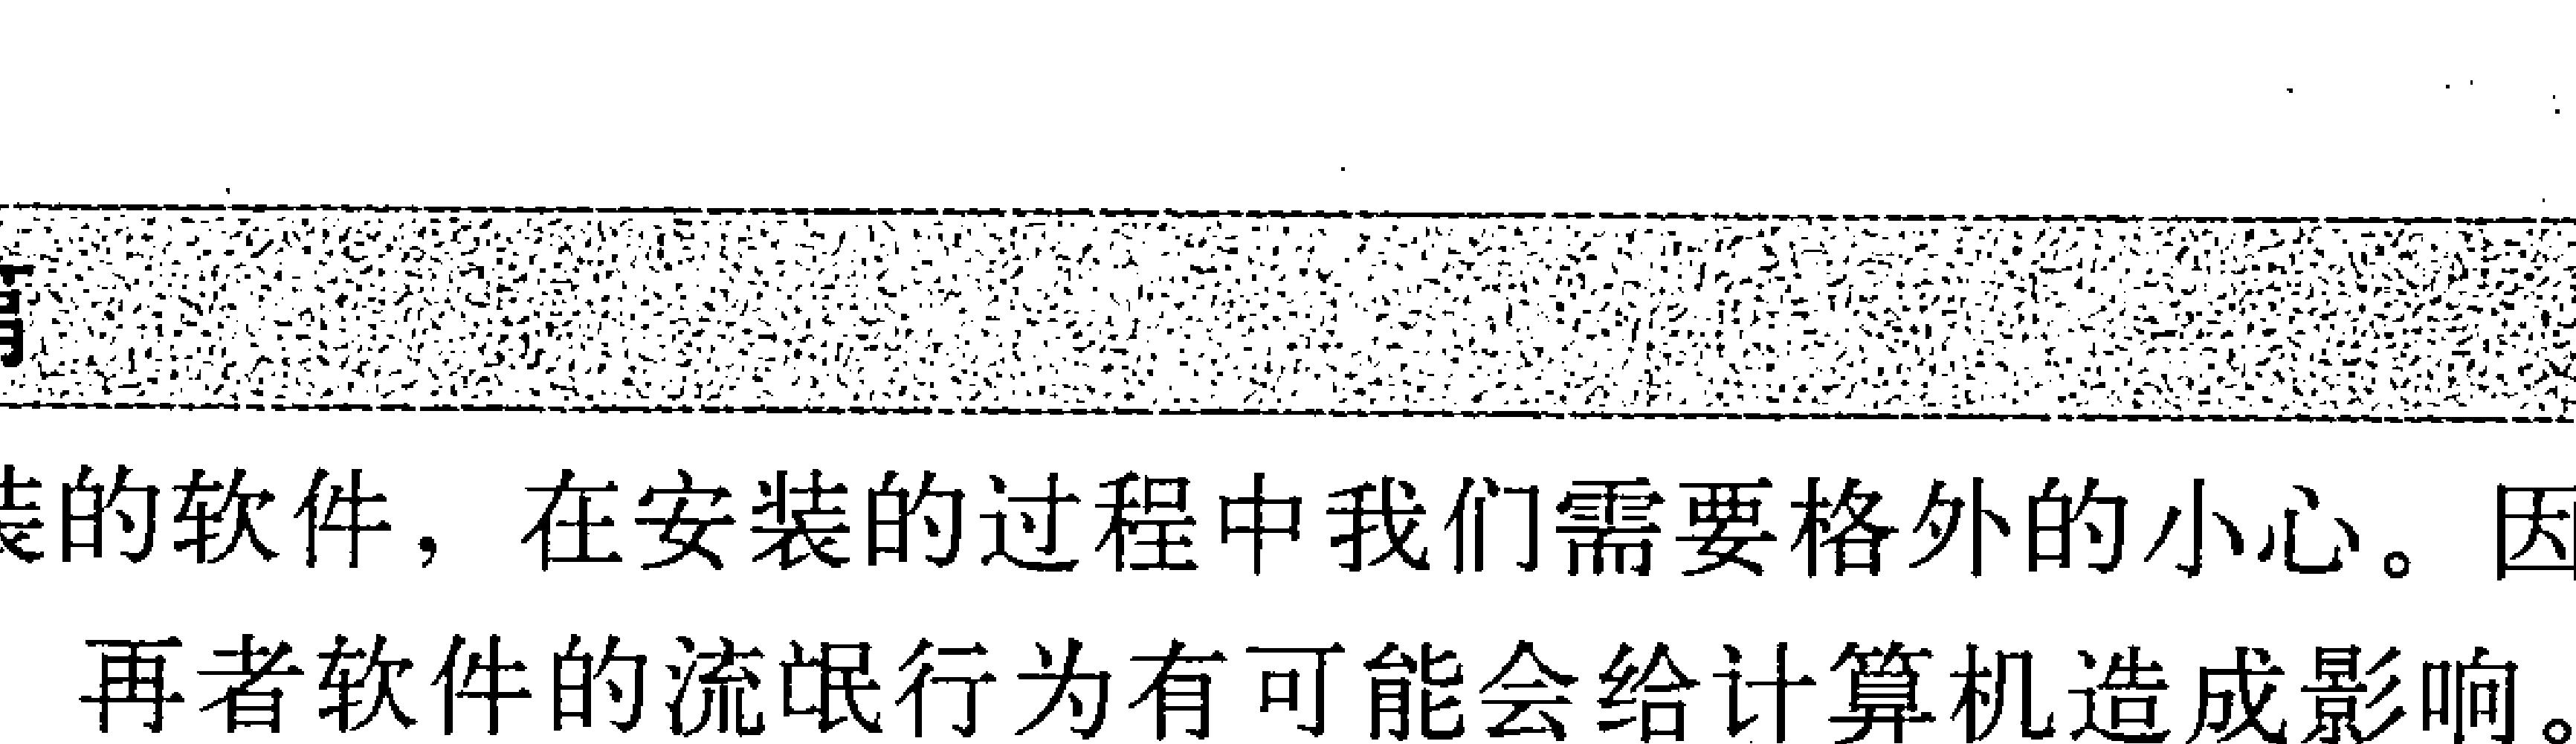 装的软件，在安装的过程中我们需要格外的小心。因
再者软件的流氓行为有可能会给计算机造成影响。